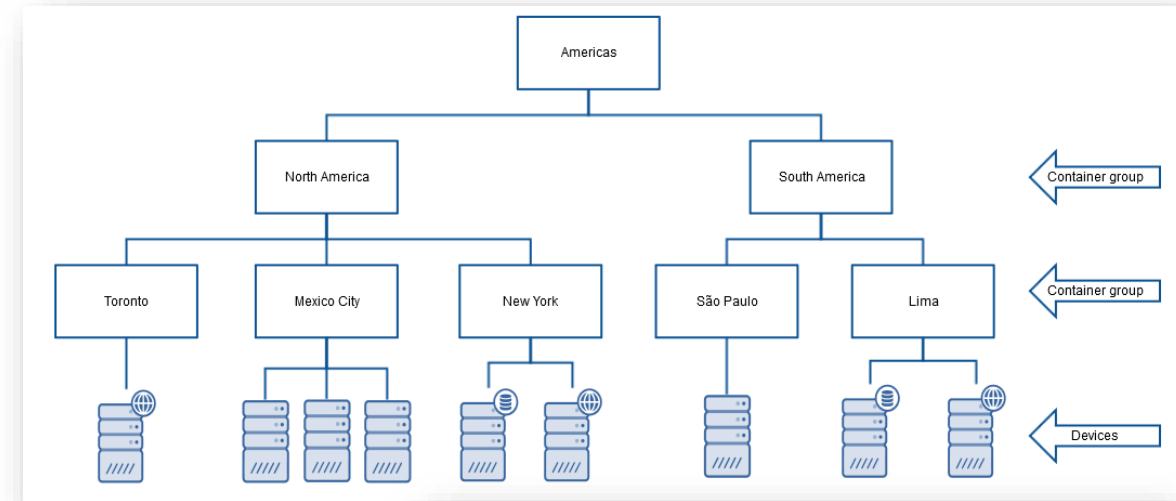 Americas
North America
South America
Container group
Toronto
Mexico City
New York
São Paulo
Lima
Container group
Devices